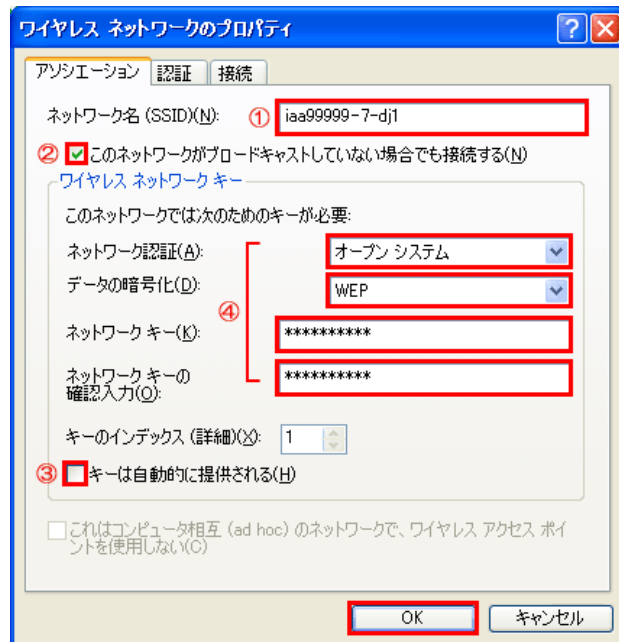 ワイヤレス ネットワークのプロパティ
アソシエーション 認証 接続
ネットワーク名 (SSID)(N): ① iaa99999-7-dj1
② このネットワークがブロードキャストしていない場合でも接続する(N)
ワイヤレス ネットワーク キー
このネットワークでは次のためのキーが必要:
ネットワーク認証(A): オープン システム
データの暗号化(D): WEP
④
ネットワーク キー(K): **********
ネットワーク キーの
確認入力(O): **********
キーのインデックス (詳細)(X): 1
③ キーは自動的に提供される(H)
これはコンピュータ相互 (ad hoc) のネットワークで、ワイヤレス アクセス ポイ
ントを使用しない(C)
OK キャンセル